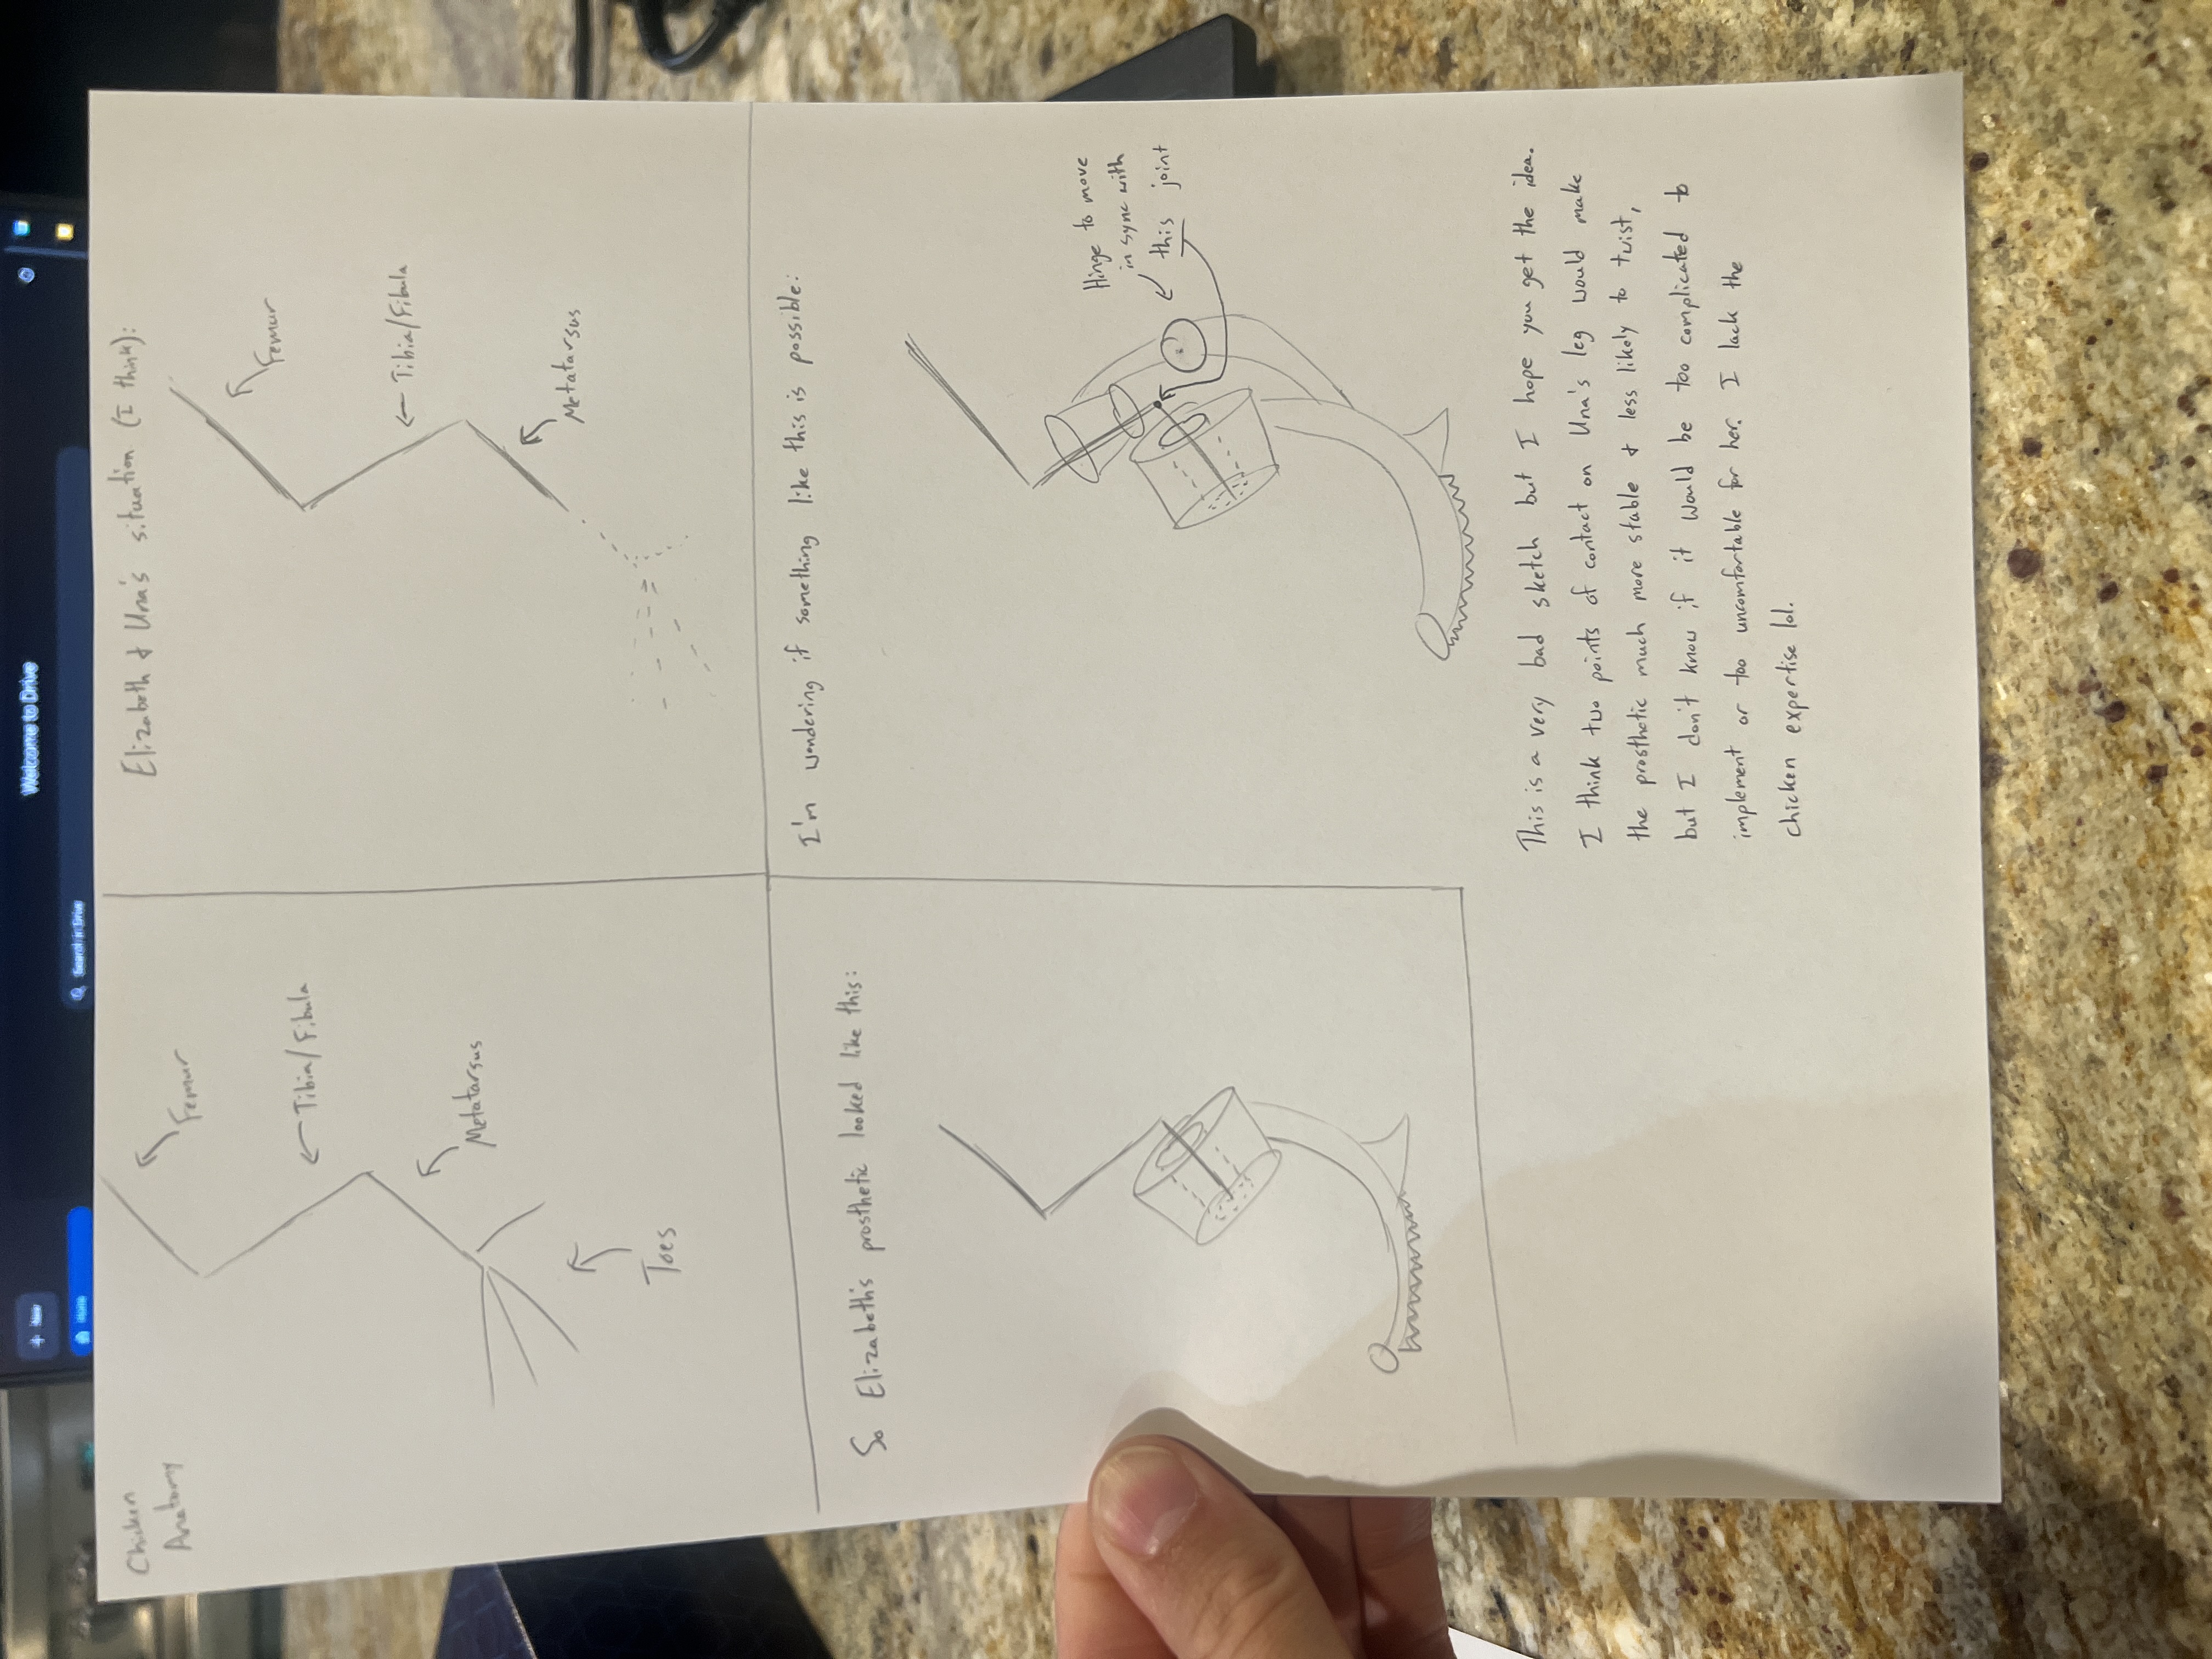 Welcome to Drive
+ New
Home
Search in Drive
Chicken
Anatomy
Femur
Tibia/Fibula
Metatarsus
Toes
Elizabeth & Una's situation (I think):
Femur
Tibia/Fibula
Metatarsus
So Elizabeth's prosthetic looked like this:
I'm wondering if something like this is possible:
Hinge to move
in sync with
this joint
This is a very bad sketch but I hope you get the idea.
I think two points of contact on Una's leg would make
the prosthetic much more stable & less likely to twist,
but I don't know if it would be too complicated to
implement or too uncomfortable for her. I lack the
chicken expertise lol.